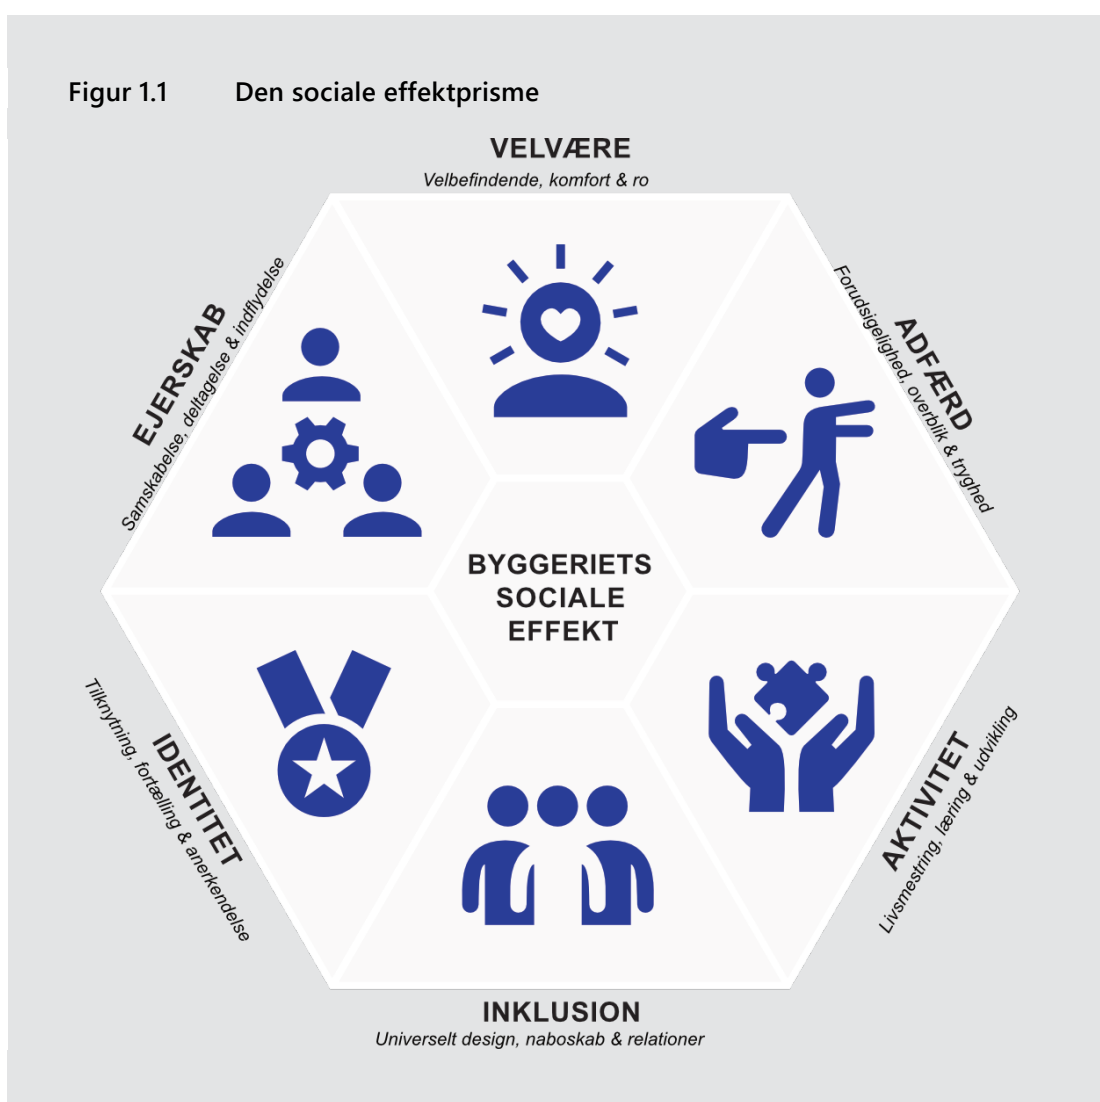 Figur 1.1 Den sociale effektprisme
VELVÆRE
Velbefindende, komfort & ro
ADFÆRD
Forudsigelighed, overblik & tryghed
AKTIVITET
Livsmestring, læring & udvikling
INKLUSION
Universelt design, naboskab & relationer
IDENTITET
Tilknytning, fortælling & anerkendelse
EJERSKAB
Samskabelse, deltagelse & indflydelse
BYGGERIETS
SOCIALE
EFFEKT